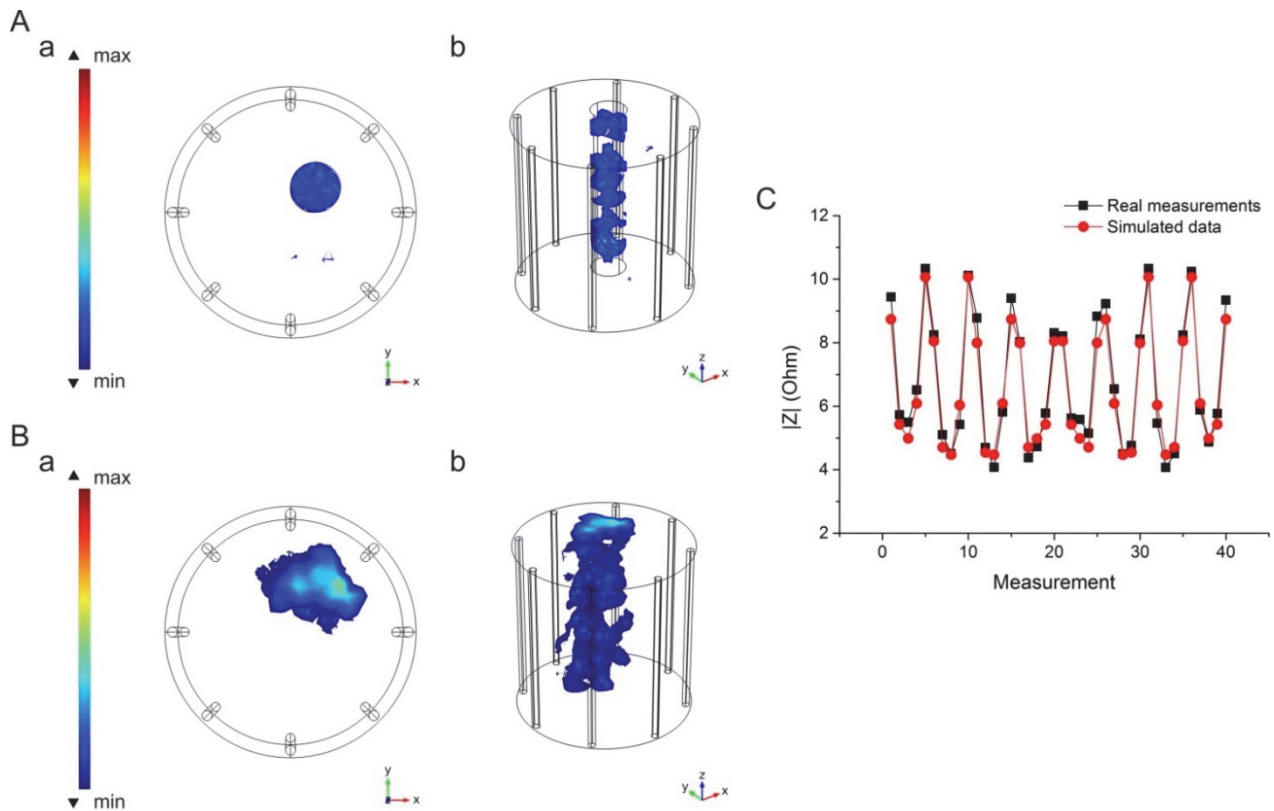 A
a
max
min
y
x
b
z
y
x
B
a
max
min
y
x
b
z
y
x
C
Real measurements
Simulated data
12
10
8
6
4
2
|Z| (Ohm)
0
10
20
30
40
Measurement